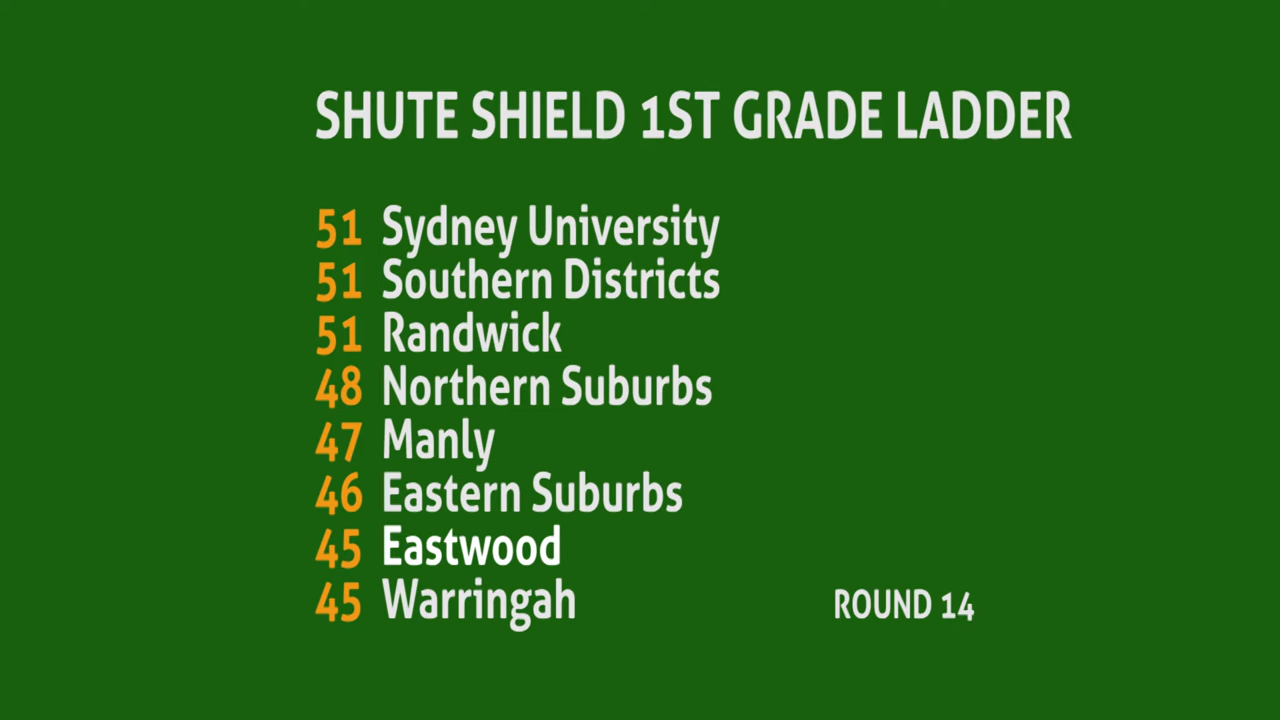 SHUTE SHIELD 1ST GRADE LADDER
51 Sydney University
51 Southern Districts
51 Randwick
48 Northern Suburbs
47 Manly
46 Eastern Suburbs
45 Eastwood
45 Warringah
ROUND 14